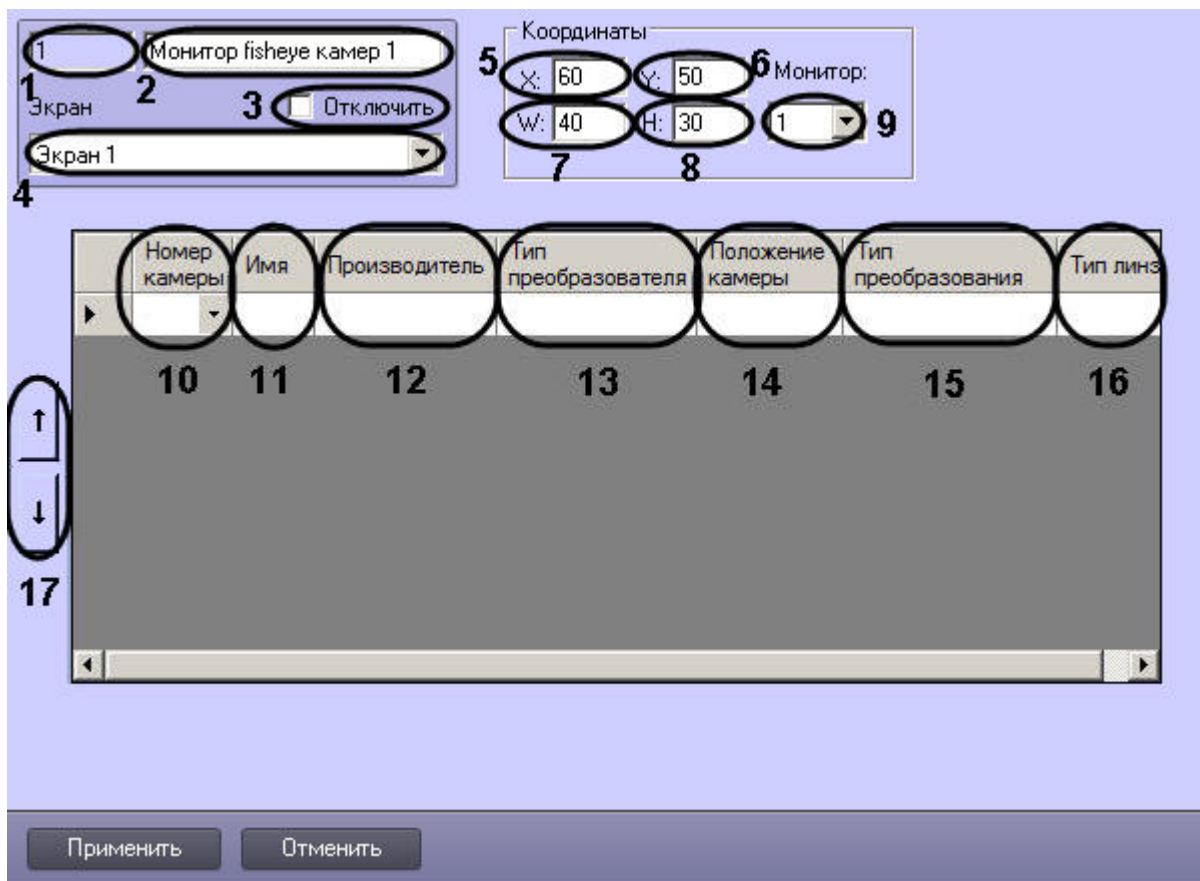 1 Монитор fisheye камер 1
1 2
Экран 3 Отключить
Экран 1
4
Координаты
5 X: 60 Y: 50 6 Монитор:
W: 40 H: 30 1 9
7 8
Номер камеры Имя Производитель Тип преобразователя Положение камеры Тип преобразования Тип линз
10 11 12 13 14 15 16
↑
↓
17
Применить Отменить